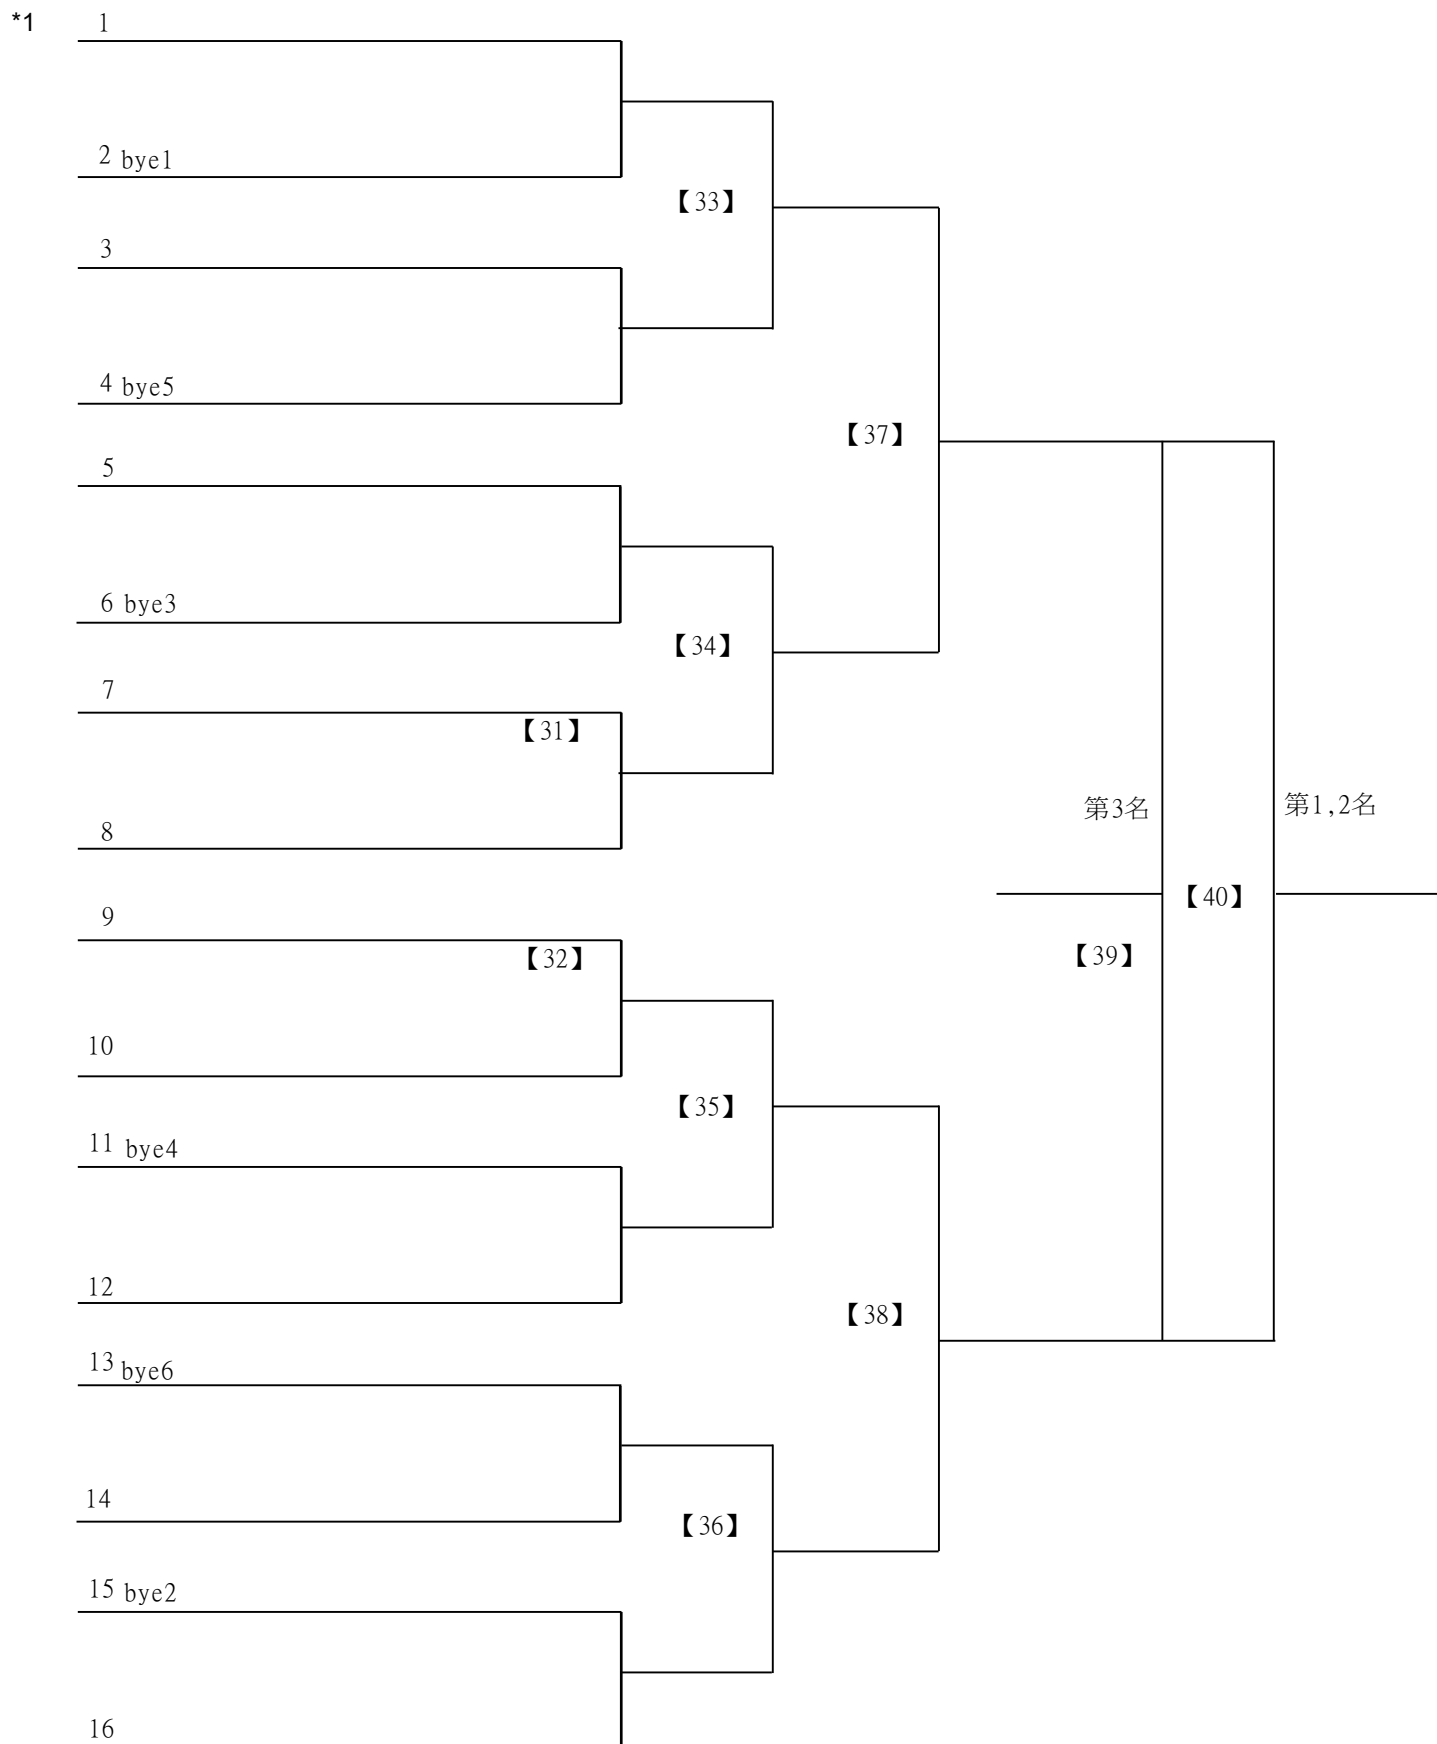 *1
1
2 bye1
【33】
3
4 bye5
【37】
5
6 bye3
【34】
7
【31】
第3名
第1,2名
8
【40】
9
【32】
【39】
10
【35】
11 bye4
12
【38】
13 bye6
14
【36】
15 bye2
16